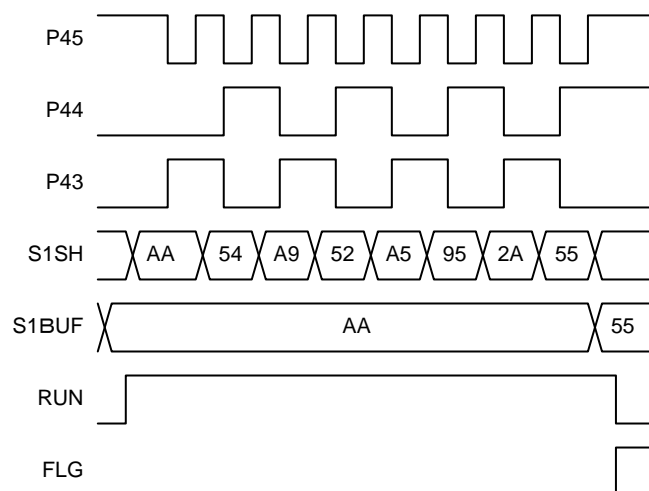 P45
P44
P43
S1SH AA 54 A9 52 A5 95 2A 55
S1BUF AA 55
RUN
FLG